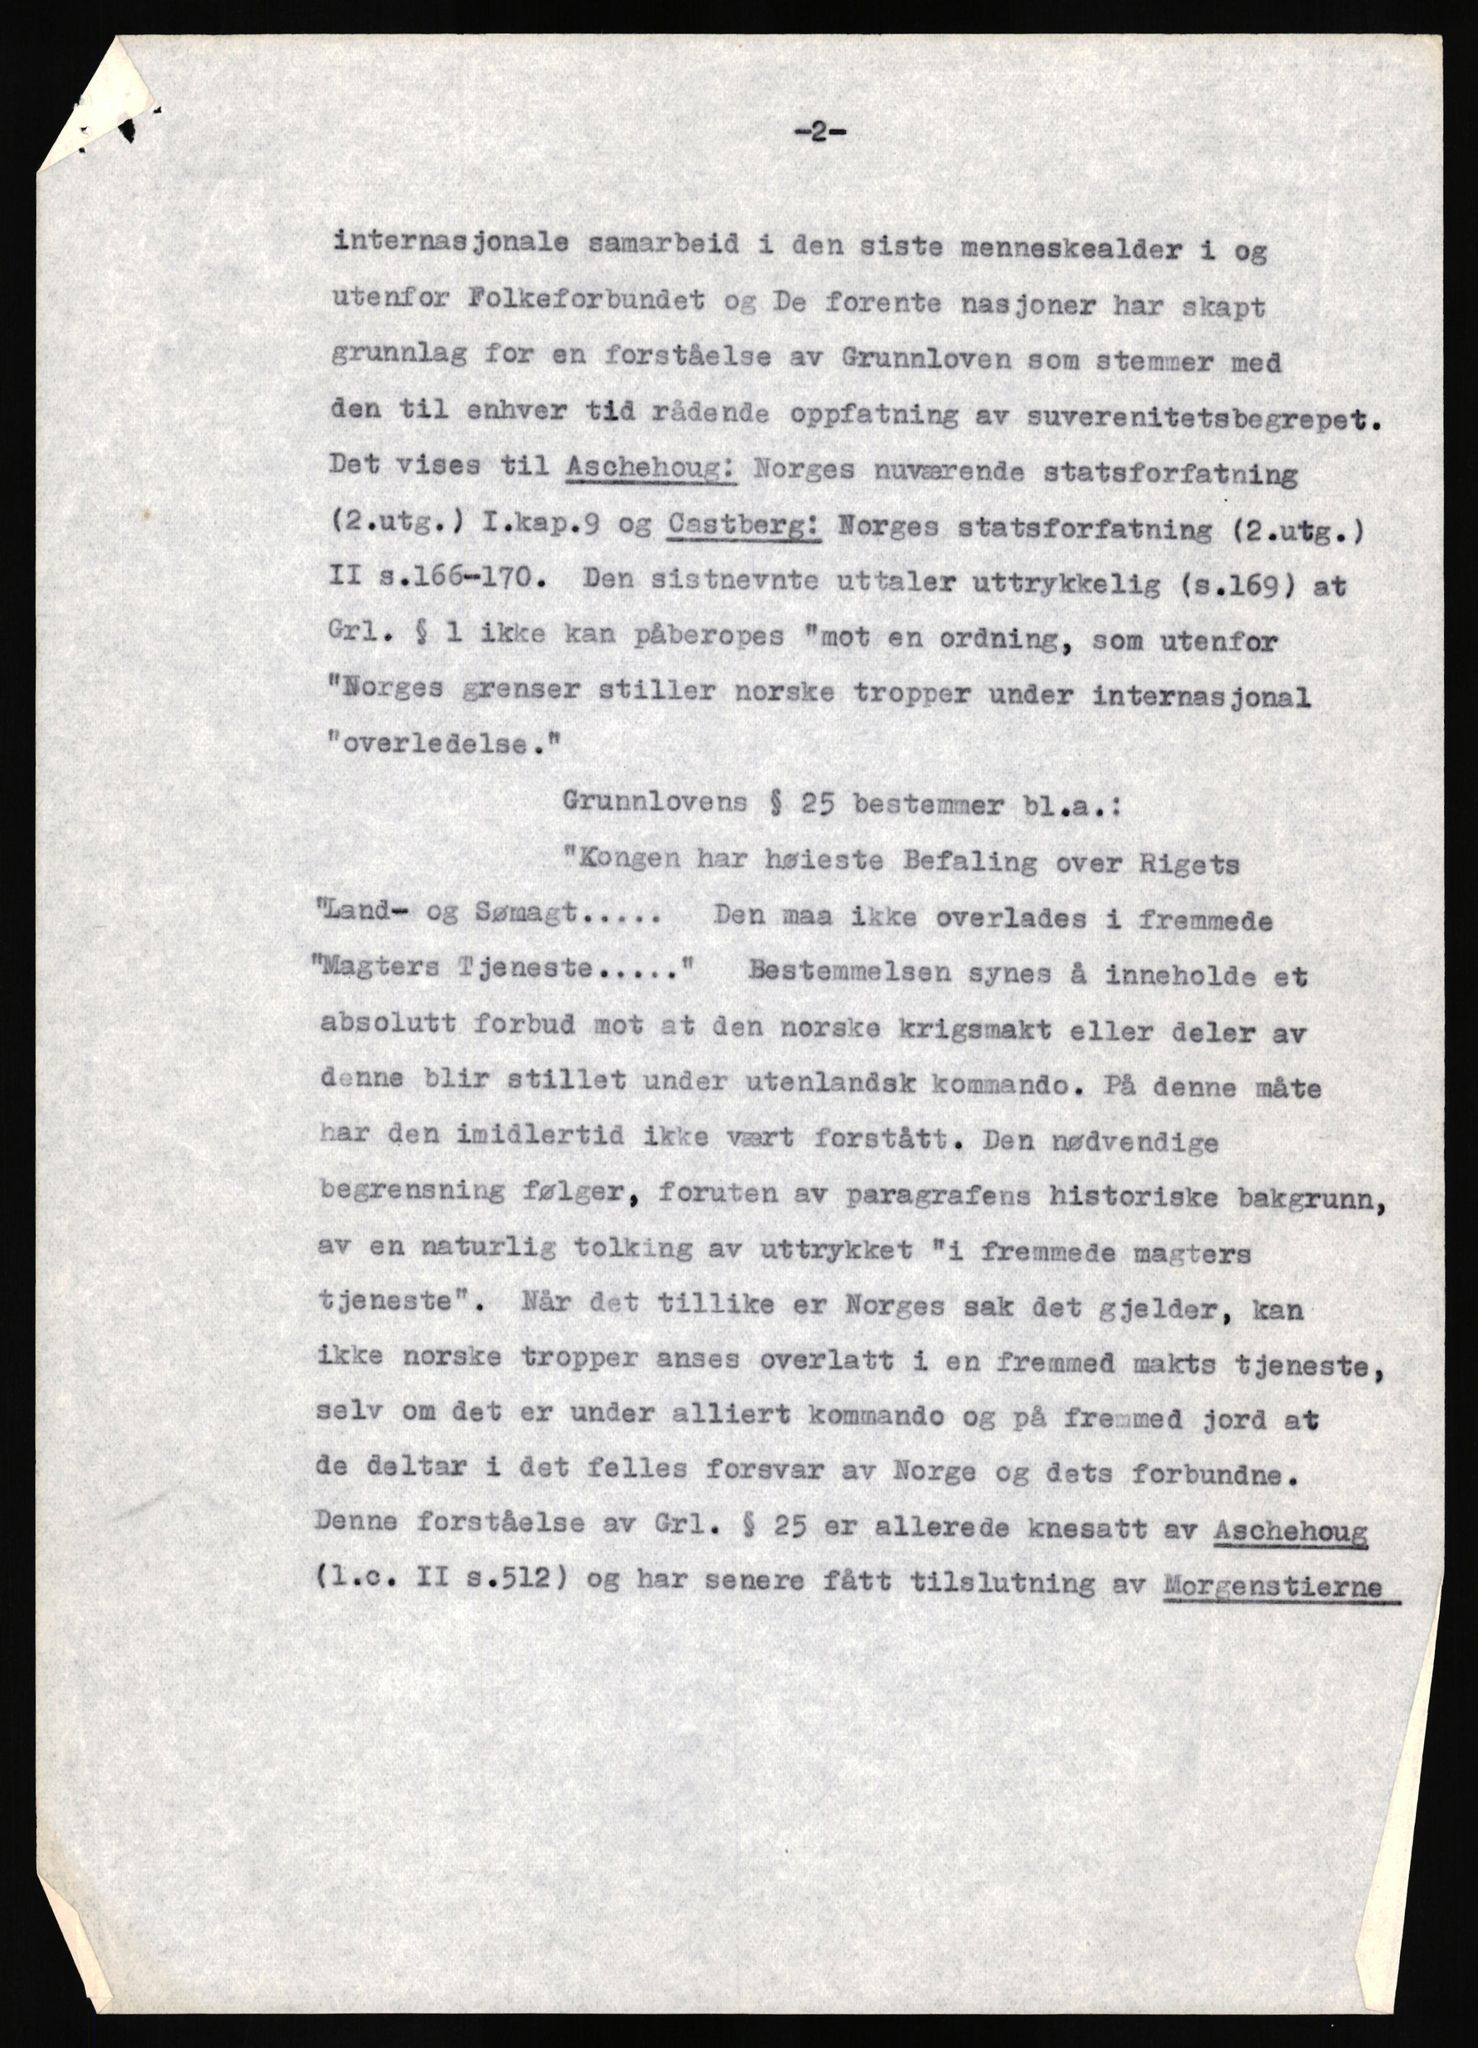 -2-
internasjonale samarbeid i den siste menneskealder i og
utenfor Folkeforbundet og De forente nasjoner har skapt
grunnlag for en forståelse av Grunnloven som stemmer med
den til enhver tid rådende oppfatning av suverenitetsbegrepet.
Det vises til Aschehoug: Norges nuværende statsforfatning
(2.utg.) I.kap.9 og Castberg: Norges statsforfatning (2.utg.)
II s.166-170. Den sistnevnte uttaler uttrykkelig (s.169) at
Grl. § 1 ikke kan påberopes "mot en ordning, som utenfor
"Norges grenser stiller norske tropper under internasjonal
"overledelse."
Grunnlovens § 25 bestemmer bl.a.:
"Kongen har høieste Befaling over Rigets
"Land- og Sømagt..... Den maa ikke overlades i fremmede
"Magters Tjeneste....." Bestemmelsen synes å inneholde et
absolutt forbud mot at den norske krigsmakt eller deler av
denne blir stillet under utenlandsk kommando. På denne måte
har den imidlertid ikke vært forstått. Den nødvendige
begrensning følger, foruten av paragrafens historiske bakgrunn,
av en naturlig tolking av uttrykket "i fremmede magters
tjeneste". Når det tillike er Norges sak det gjelder, kan
ikke norske tropper anses overlatt i en fremmed makts tjeneste,
selv om det er under alliert kommando og på fremmed jord at
de deltar i det felles forsvar av Norge og dets forbundne.
Denne forståelse av Grl. § 25 er allerede knesatt av Aschehoug
(l.c. II s.512) og har senere fått tilslutning av Morgenstierne